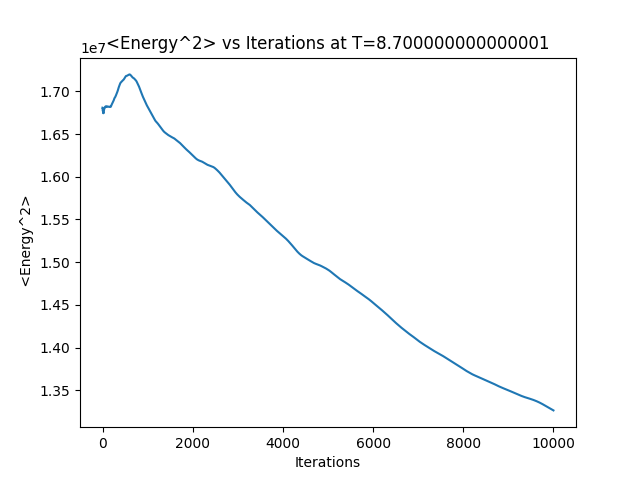 1e7
<Energy^2> vs Iterations at T=8.700000000000001
1.70
1.65
1.60
1.55
1.50
1.45
1.40
1.35
<Energy^2>
0 2000 4000 6000 8000 10000
Iterations